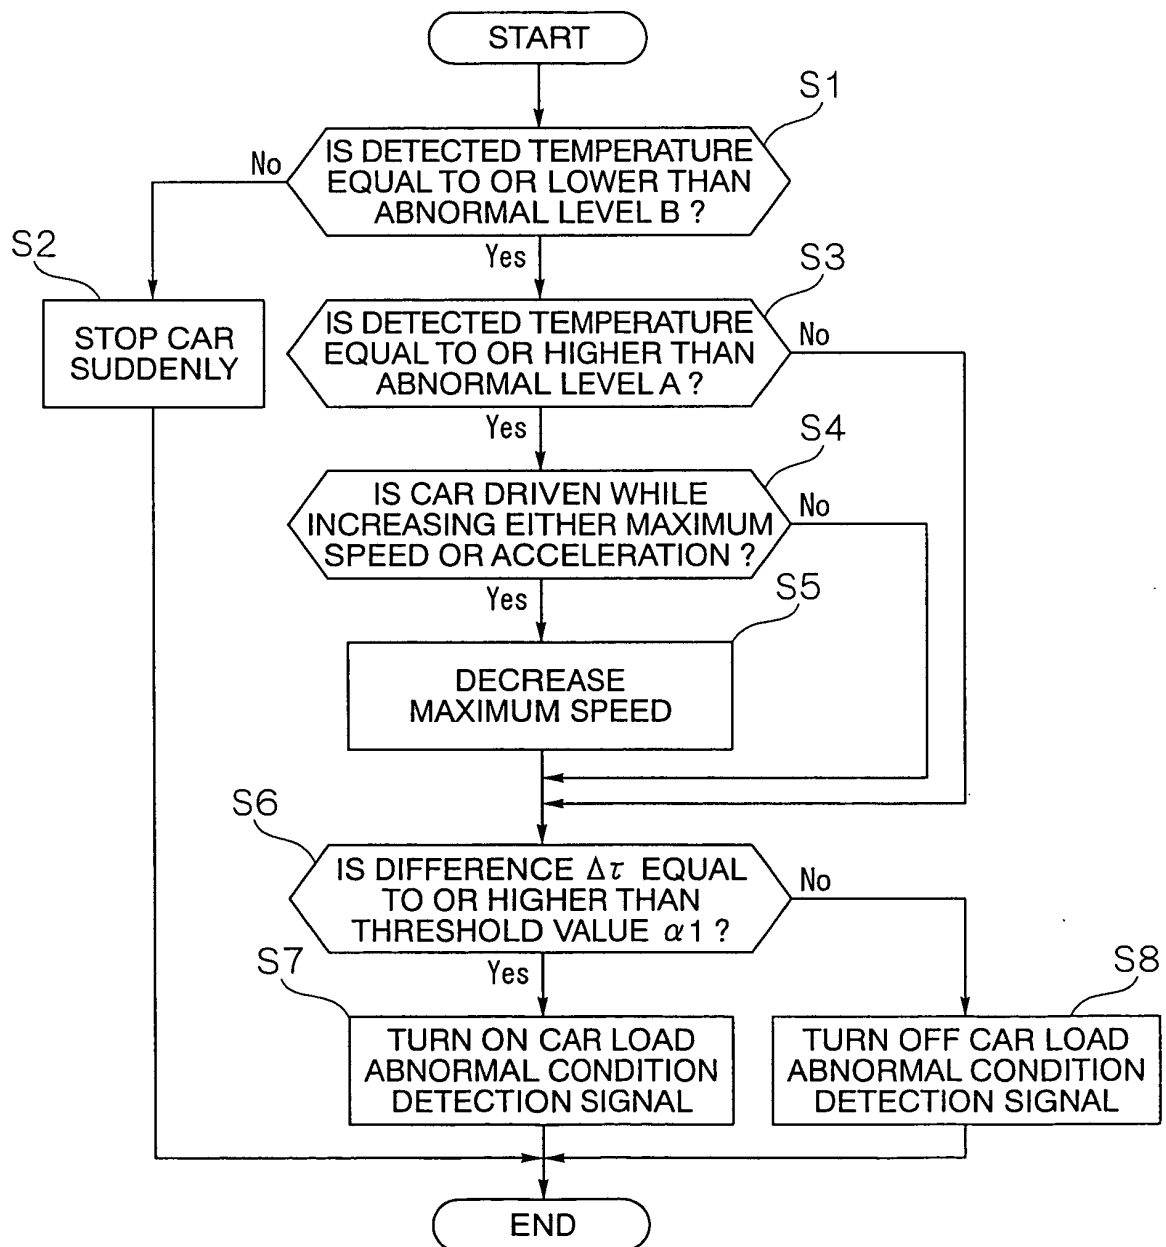 START
S1
IS DETECTED TEMPERATURE
EQUAL TO OR LOWER THAN
ABNORMAL LEVEL B ?
No
Yes
S2
STOP CAR
SUDDENLY
S3
IS DETECTED TEMPERATURE
EQUAL TO OR HIGHER THAN
ABNORMAL LEVEL A ?
No
Yes
S4
IS CAR DRIVEN WHILE
INCREASING EITHER MAXIMUM
SPEED OR ACCELERATION ?
No
Yes
S5
DECREASE
MAXIMUM SPEED
S6
IS DIFFERENCE Δτ EQUAL
TO OR HIGHER THAN
THRESHOLD VALUE α1 ?
No
Yes
S7
TURN ON CAR LOAD
ABNORMAL CONDITION
DETECTION SIGNAL
S8
TURN OFF CAR LOAD
ABNORMAL CONDITION
DETECTION SIGNAL
END